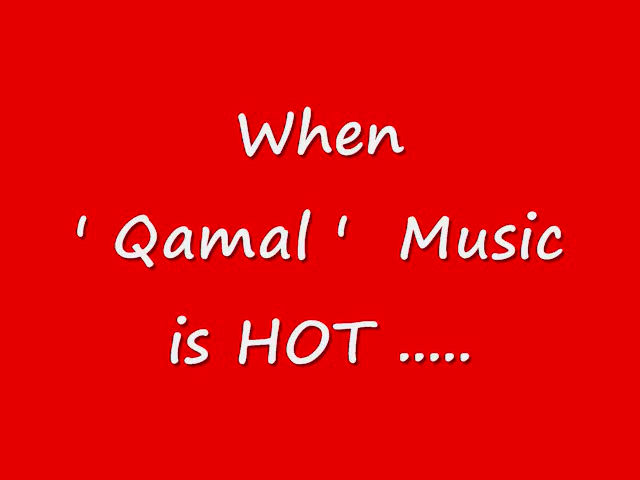 When
' Qamal '  Music
is HOT .....